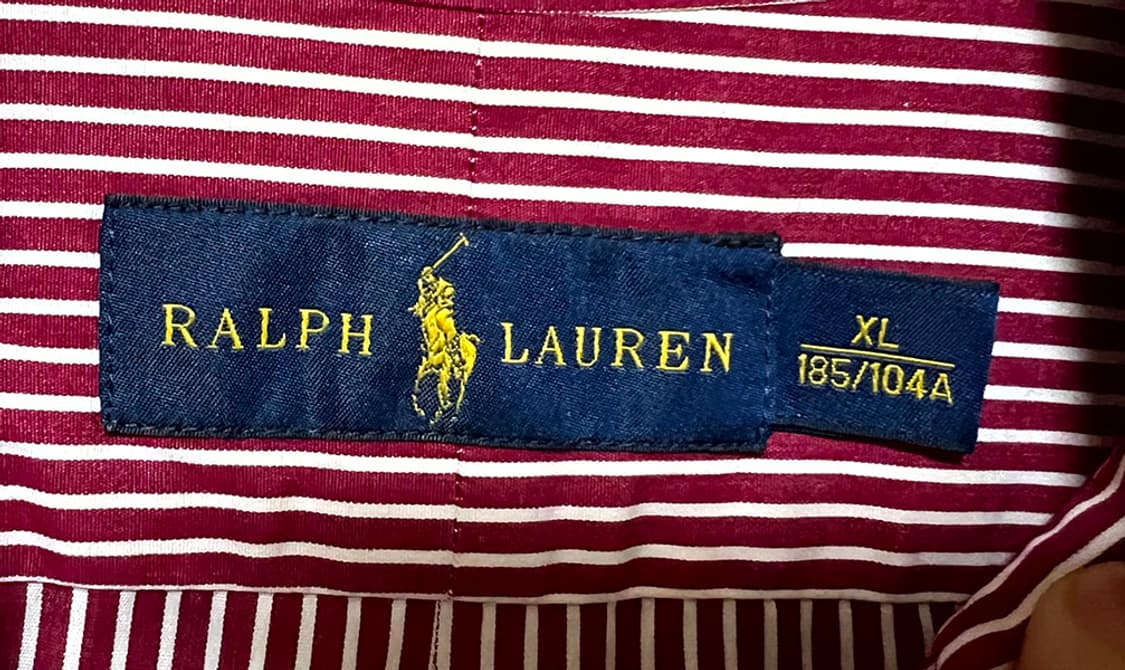 RALPH LAUREN
XL
185/104A